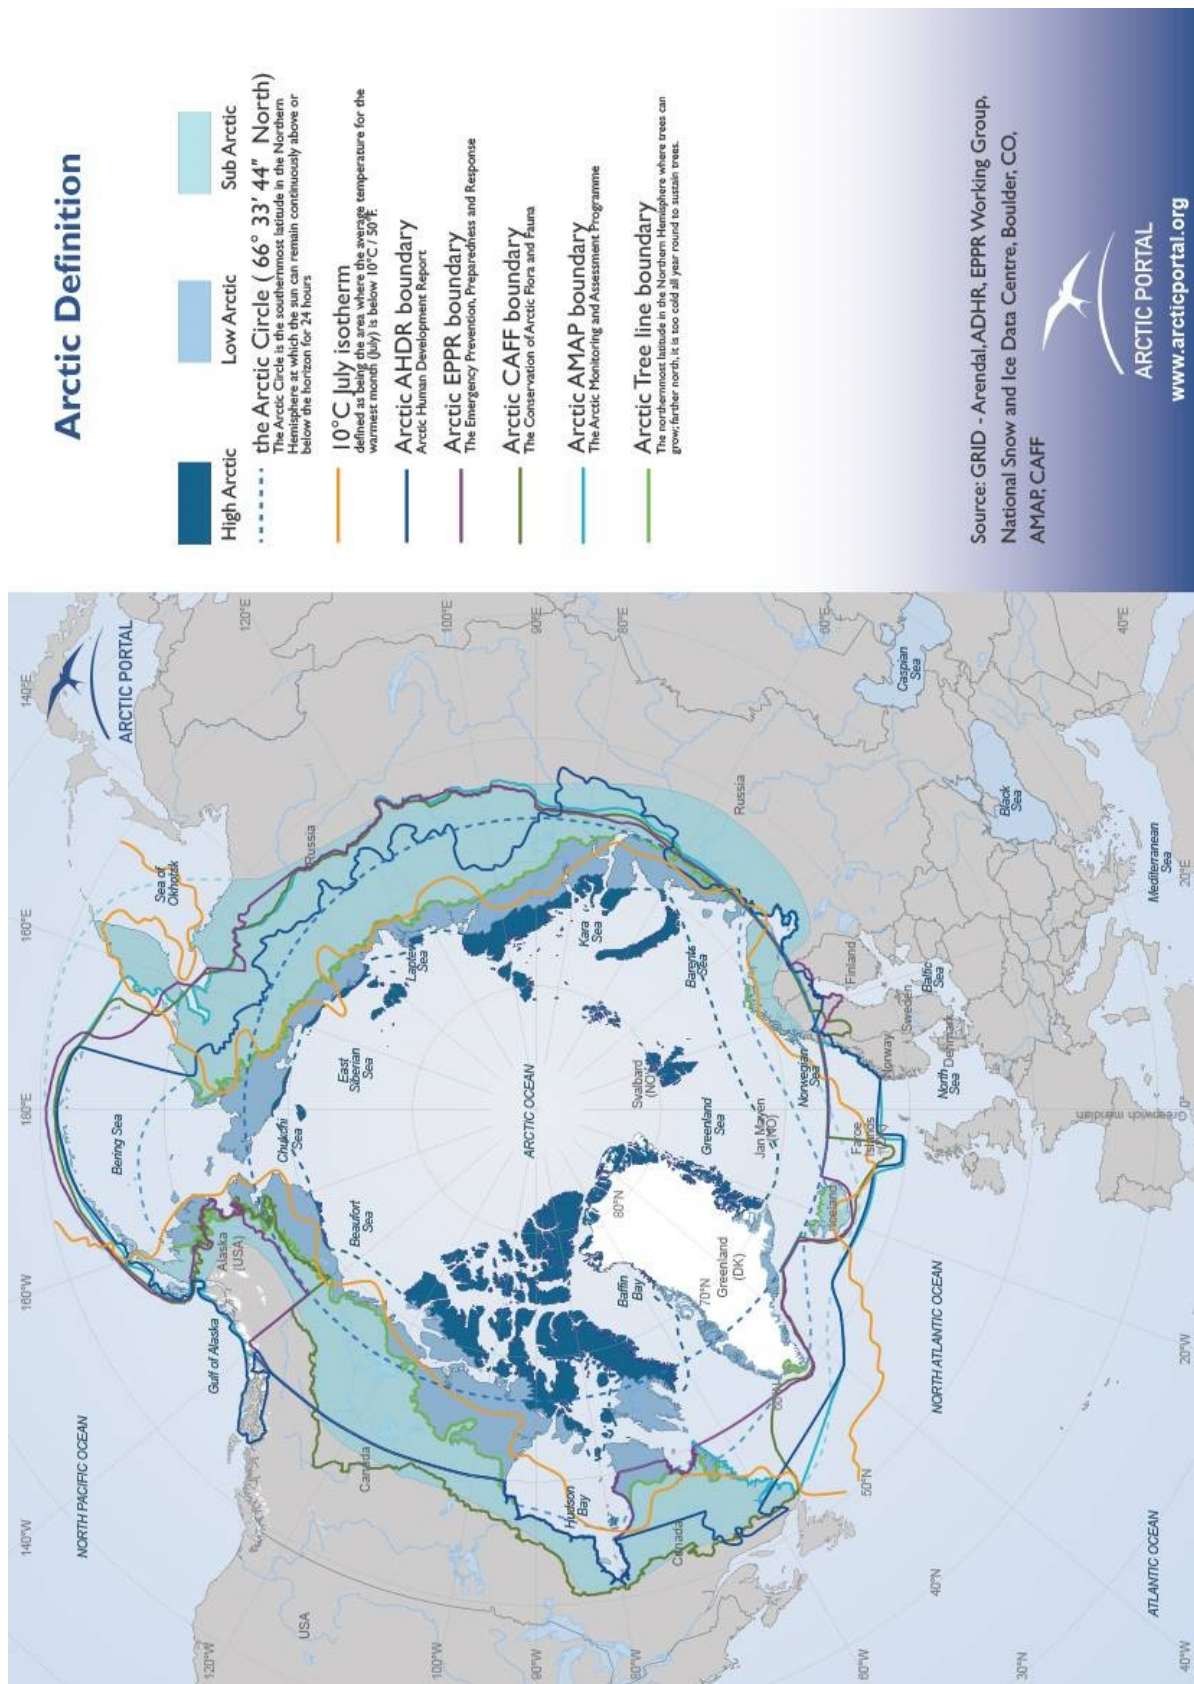 Arctic Definition
High Arctic
Low Arctic
Sub Arctic
the Arctic Circle ( 66° 33' 44" North)
The Arctic Circle is the southernmost latitude in the Northern
Hemisphere at which the sun can remain continuously above or
below the horizon for 24 hours
10°C July isotherm
defined as being the area where the average temperature for the
warmest month (July) is below 10°C / 50°F.
Arctic AHDR boundary
Arctic Human Development Report
Arctic EPPR boundary
The Emergency Prevention, Preparedness and Response
Arctic CAFF boundary
The Conservation of Arctic Flora and Fauna
Arctic AMAP boundary
The Arctic Monitoring and Assessment Programme
Arctic Tree line boundary
The northernmost latitude in the Northern Hemisphere where trees can
grow; farther north, it is too cold all year round to sustain trees.
Source: GRID - Arendal, ADHR, EPPR Working Group,
National Snow and Ice Data Centre, Boulder, CO,
AMAP, CAFF
ARCTIC PORTAL
www.arcticportal.org
140°W
160°W
180°E
160°E
140°E
ARCTIC PORTAL
NORTH PACIFIC OCEAN
Gulf of Alaska
Bering Sea
Sea of
Okhotsk
120°W
120°E
USA
Canada
Alaska
(USA)
Chukchi
Sea
Russia
Beaufort
Sea
East
Siberian
Sea
Laptev
Sea
100°W
100°E
90°W
ARCTIC OCEAN
90°E
Hudson
Bay
Kara
Sea
80°W
80°N
80°E
Baffin
Bay
Svalbard
(NO)
Canada
70°N
Greenland
(DK)
Greenland
Sea
Barents
Sea
Russia
60°N
Jan Mayen
(NO)
Norwegian
Sea
60°W
50°N
Iceland
Faroe
Islands
Norway
Sweden
Finland
60°E
40°N
NORTH ATLANTIC OCEAN
North
Sea
Denmark
Baltic
Sea
Caspian
Sea
30°N
Black
Sea
ATLANTIC OCEAN
Greenwich meridian
Mediterranean
Sea
40°E
40°W
20°W
0°
20°E